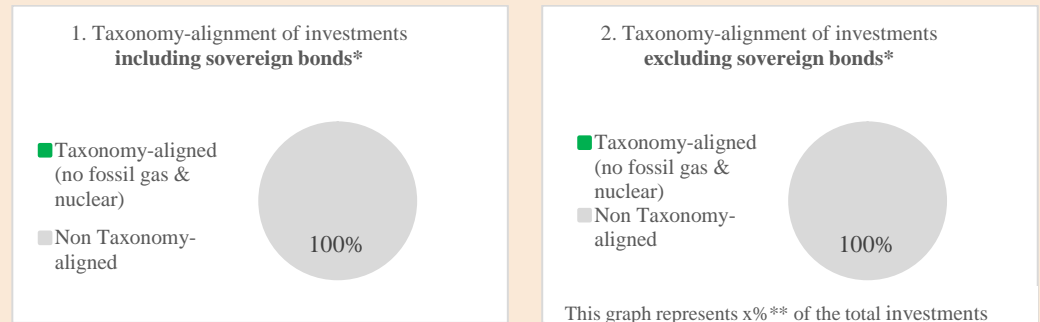 1. Taxonomy-alignment of investments
including sovereign bonds*
Taxonomy-aligned
(no fossil gas &
nuclear)
Non Taxonomy-
aligned
100%
2. Taxonomy-alignment of investments
excluding sovereign bonds*
Taxonomy-aligned
(no fossil gas &
nuclear)
Non Taxonomy-
aligned
100%
This graph represents x%** of the total investments